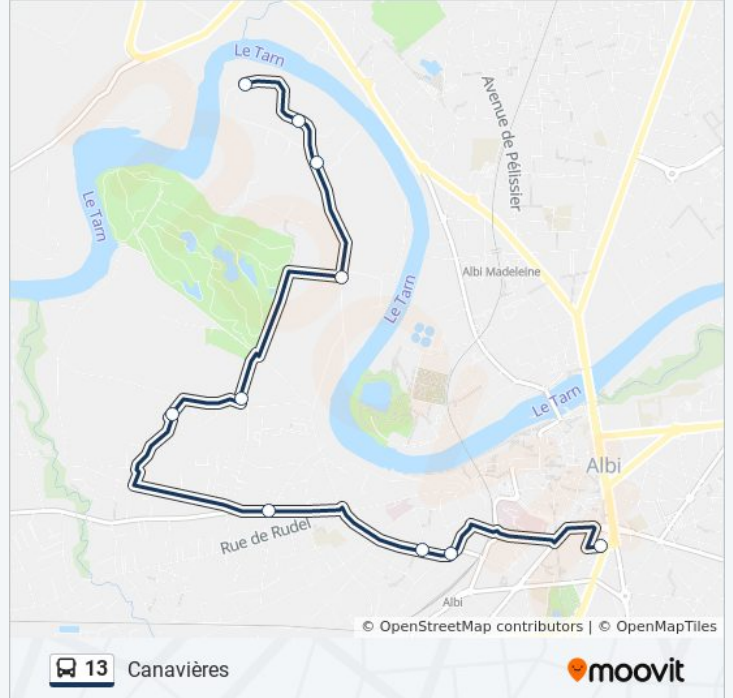 Le Tarn
Avenue de Pélissier
Le Tarn
Albi Madeleine
Le Tarn
Le Tarn
Albi
Rue de Rudel
Albi
© OpenStreetMap contributors | © OpenMapTiles
13 Canavières
moovit